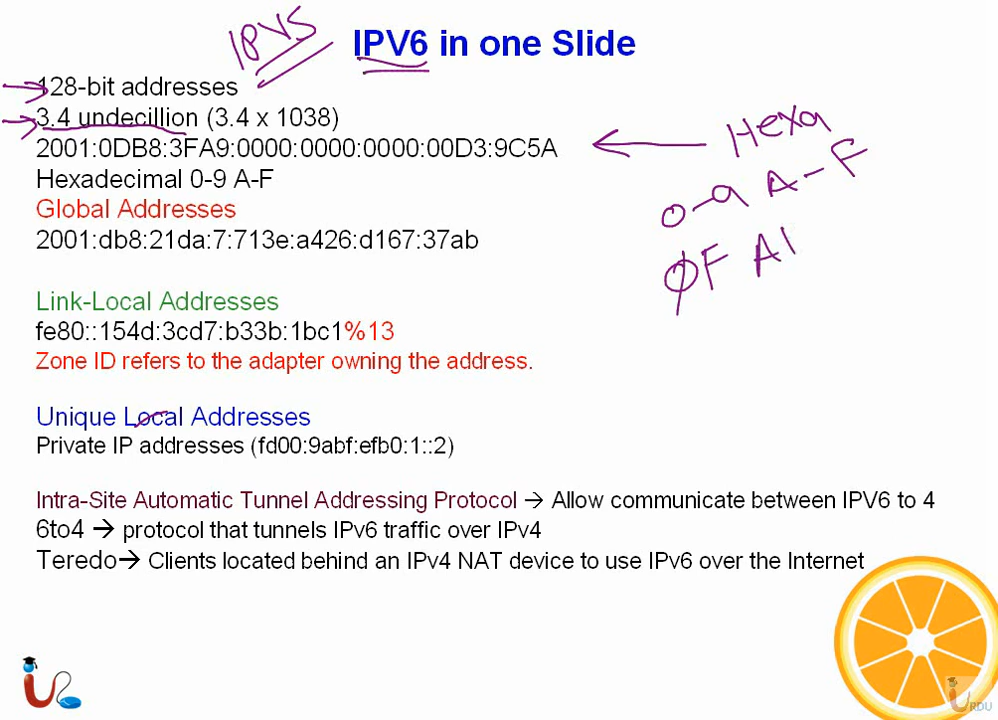 IPV5
IPV6 in one Slide
128-bit addresses
3.4 undecillion (3.4 x 1038)
2001:0DB8:3FA9:0000:0000:0000:00D3:9C5A
Hexa
Hexadecimal 0-9 A-F
0-9 A-F
Global Addresses
2001:db8:21da:7:713e:a426:d167:37ab
0F AI
Link-Local Addresses
fe80::154d:3cd7:b33b:1bc1%13
Zone ID refers to the adapter owning the address.
Unique Local Addresses
Private IP addresses (fd00:9abf:efb0:1::2)
Intra-Site Automatic Tunnel Addressing Protocol → Allow communicate between IPV6 to 4
6to4 → protocol that tunnels IPv6 traffic over IPv4
Teredo→ Clients located behind an IPv4 NAT device to use IPv6 over the Internet
URDU